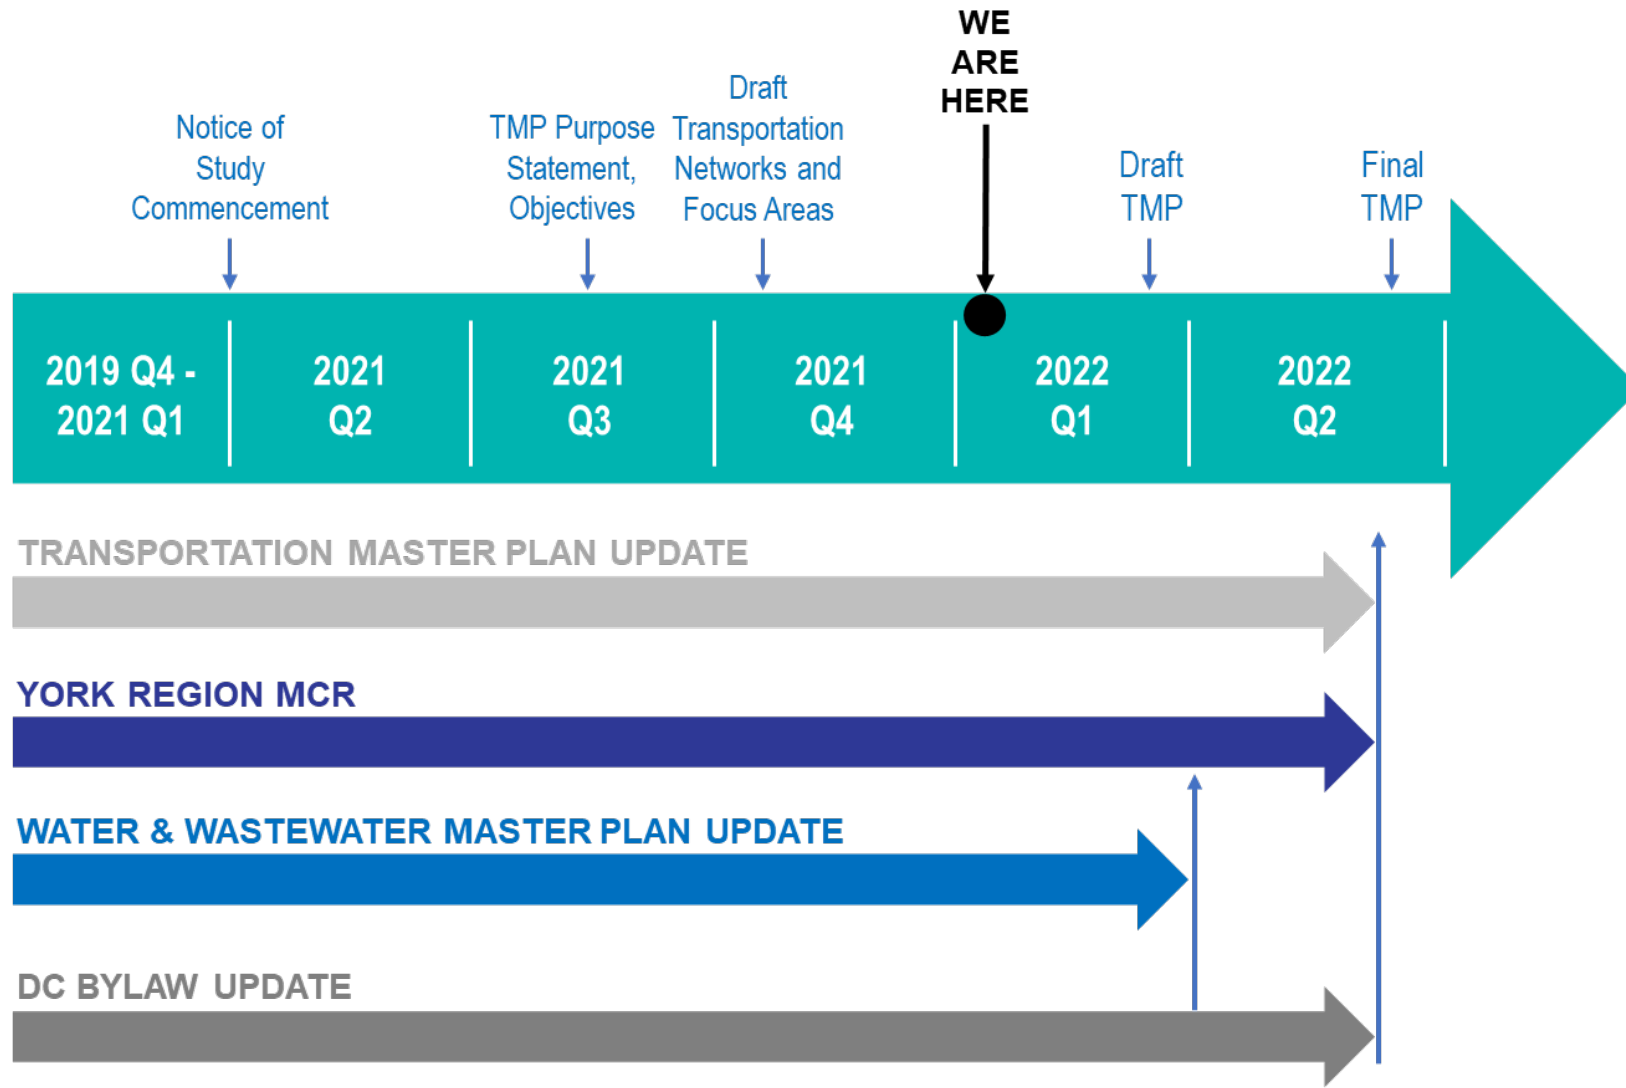 WE
ARE
HERE
Notice of
Study
Commencement
TMP Purpose
Statement,
Objectives
Draft
Transportation
Networks and
Focus Areas
Draft
TMP
Final
TMP
2019 Q4 -
2021 Q1
2021
Q2
2021
Q3
2021
Q4
2022
Q1
2022
Q2
TRANSPORTATION MASTER PLAN UPDATE
YORK REGION MCR
WATER & WASTEWATER MASTER PLAN UPDATE
DC BYLAW UPDATE